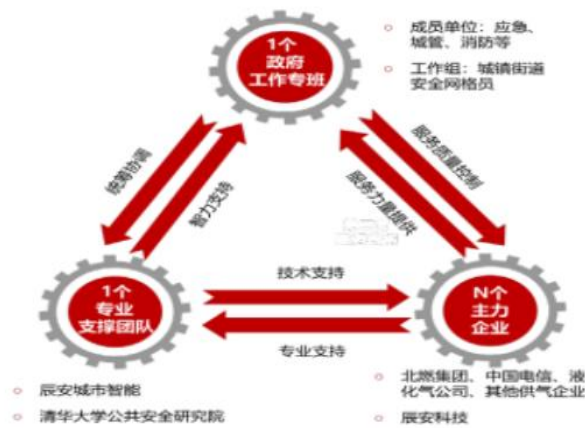 1个
政府
工作专班
成员单位：应急、
城管、消防等
工作组：城镇街道
安全网格员
统筹协调
智力支持
服务质量控制
服务力量提供
1个
专业
支撑团队
技术支持
专业支持
N个
主力
企业
辰安城市智能
清华大学公共安全研究院
北燃集团、中国电信、液
化气公司、其他供气企业
辰安科技